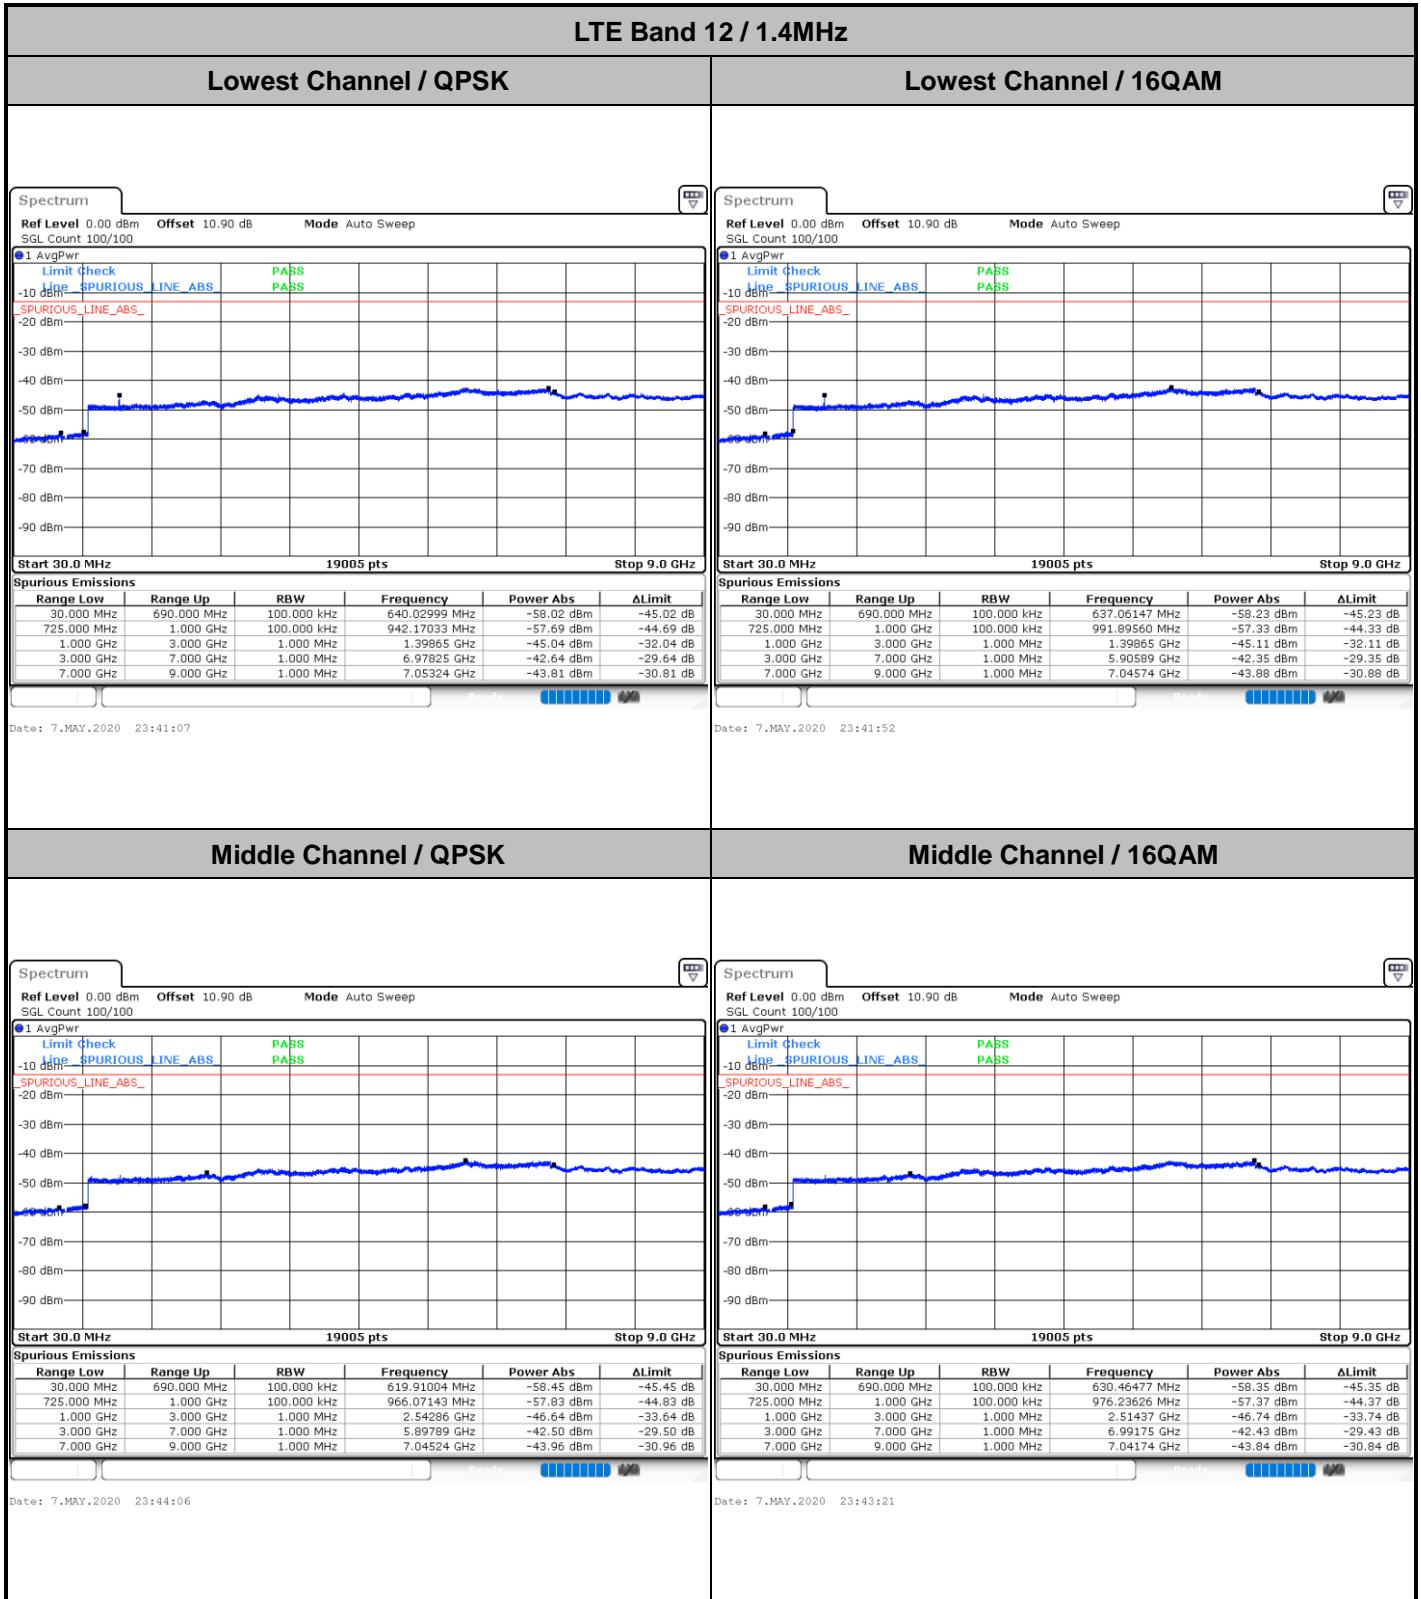 LTE Band 12 / 1.4MHz
Lowest Channel / QPSK
Lowest Channel / 16QAM
Spectrum
Ref Level 0.00 dBm Offset 10.90 dB Mode Auto Sweep
SGL Count 100/100
1 AvgPwr
Limit Check PASS
Line _SPURIOUS_LINE_ABS_ PASS
-10 dBm
_SPURIOUS_LINE_ABS_
-20 dBm
-30 dBm
-40 dBm
-50 dBm
-60 dBm
-70 dBm
-80 dBm
-90 dBm
Start 30.0 MHz 19005 pts Stop 9.0 GHz
Spurious Emissions
Range Low Range Up RBW Frequency Power Abs ΔLimit
30.000 MHz 690.000 MHz 100.000 kHz 640.02999 MHz -58.02 dBm -45.02 dB
725.000 MHz 1.000 GHz 100.000 kHz 942.17033 MHz -57.69 dBm -44.69 dB
1.000 GHz 3.000 GHz 1.000 MHz 1.39865 GHz -45.04 dBm -32.04 dB
3.000 GHz 7.000 GHz 1.000 MHz 6.97825 GHz -42.64 dBm -29.64 dB
7.000 GHz 9.000 GHz 1.000 MHz 7.05324 GHz -43.81 dBm -30.81 dB
Ready
Date: 7.MAY.2020 23:41:07
Spectrum
Ref Level 0.00 dBm Offset 10.90 dB Mode Auto Sweep
SGL Count 100/100
1 AvgPwr
Limit Check PASS
Line _SPURIOUS_LINE_ABS_ PASS
-10 dBm
_SPURIOUS_LINE_ABS_
-20 dBm
-30 dBm
-40 dBm
-50 dBm
-60 dBm
-70 dBm
-80 dBm
-90 dBm
Start 30.0 MHz 19005 pts Stop 9.0 GHz
Spurious Emissions
Range Low Range Up RBW Frequency Power Abs ΔLimit
30.000 MHz 690.000 MHz 100.000 kHz 637.06147 MHz -58.23 dBm -45.23 dB
725.000 MHz 1.000 GHz 100.000 kHz 991.89560 MHz -57.33 dBm -44.33 dB
1.000 GHz 3.000 GHz 1.000 MHz 1.39865 GHz -45.11 dBm -32.11 dB
3.000 GHz 7.000 GHz 1.000 MHz 5.90589 GHz -42.35 dBm -29.35 dB
7.000 GHz 9.000 GHz 1.000 MHz 7.04574 GHz -43.88 dBm -30.88 dB
Ready
Date: 7.MAY.2020 23:41:52
Middle Channel / QPSK
Middle Channel / 16QAM
Spectrum
Ref Level 0.00 dBm Offset 10.90 dB Mode Auto Sweep
SGL Count 100/100
1 AvgPwr
Limit Check PASS
Line _SPURIOUS_LINE_ABS_ PASS
-10 dBm
_SPURIOUS_LINE_ABS_
-20 dBm
-30 dBm
-40 dBm
-50 dBm
-60 dBm
-70 dBm
-80 dBm
-90 dBm
Start 30.0 MHz 19005 pts Stop 9.0 GHz
Spurious Emissions
Range Low Range Up RBW Frequency Power Abs ΔLimit
30.000 MHz 690.000 MHz 100.000 kHz 619.91004 MHz -58.45 dBm -45.45 dB
725.000 MHz 1.000 GHz 100.000 kHz 966.07143 MHz -57.83 dBm -44.83 dB
1.000 GHz 3.000 GHz 1.000 MHz 2.54286 GHz -46.64 dBm -33.64 dB
3.000 GHz 7.000 GHz 1.000 MHz 5.89789 GHz -42.50 dBm -29.50 dB
7.000 GHz 9.000 GHz 1.000 MHz 7.04524 GHz -43.96 dBm -30.96 dB
Ready
Date: 7.MAY.2020 23:44:06
Spectrum
Ref Level 0.00 dBm Offset 10.90 dB Mode Auto Sweep
SGL Count 100/100
1 AvgPwr
Limit Check PASS
Line _SPURIOUS_LINE_ABS_ PASS
-10 dBm
_SPURIOUS_LINE_ABS_
-20 dBm
-30 dBm
-40 dBm
-50 dBm
-60 dBm
-70 dBm
-80 dBm
-90 dBm
Start 30.0 MHz 19005 pts Stop 9.0 GHz
Spurious Emissions
Range Low Range Up RBW Frequency Power Abs ΔLimit
30.000 MHz 690.000 MHz 100.000 kHz 630.46477 MHz -58.35 dBm -45.35 dB
725.000 MHz 1.000 GHz 100.000 kHz 976.23626 MHz -57.37 dBm -44.37 dB
1.000 GHz 3.000 GHz 1.000 MHz 2.51437 GHz -46.74 dBm -33.74 dB
3.000 GHz 7.000 GHz 1.000 MHz 6.99175 GHz -42.43 dBm -29.43 dB
7.000 GHz 9.000 GHz 1.000 MHz 7.04174 GHz -43.84 dBm -30.84 dB
Ready
Date: 7.MAY.2020 23:43:21